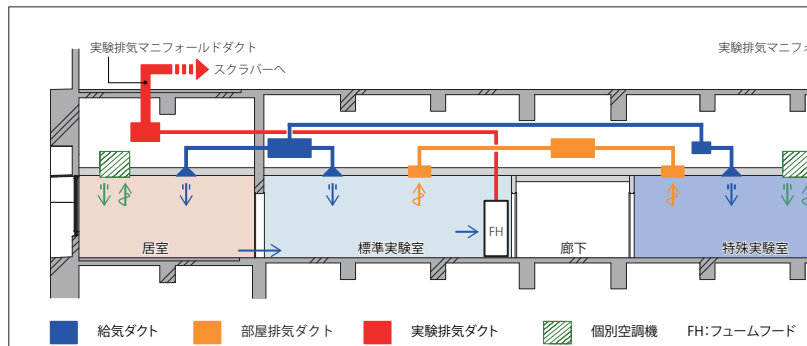 実験排気マニフォールドダクト
実験排気マニフォ
スクラバーへ
FH
居室
標準実験室
廊下
特殊実験室
給気ダクト
部屋排気ダクト
実験排気ダクト
個別空調機
FH：フュームフード